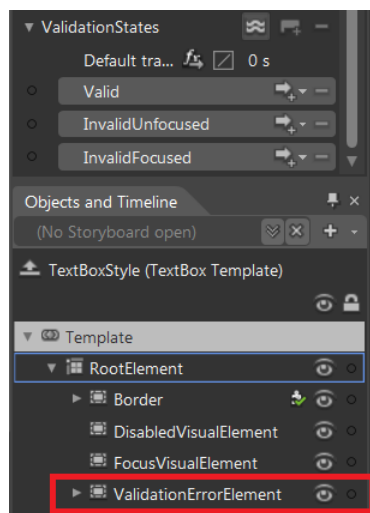 ValidationStates
Default tra... 0 s
Valid
InvalidUnfocused
InvalidFocused
Objects and Timeline
(No Storyboard open)
TextBoxStyle (TextBox Template)
Template
RootElement
Border
DisabledVisualElement
FocusVisualElement
ValidationErrorElement